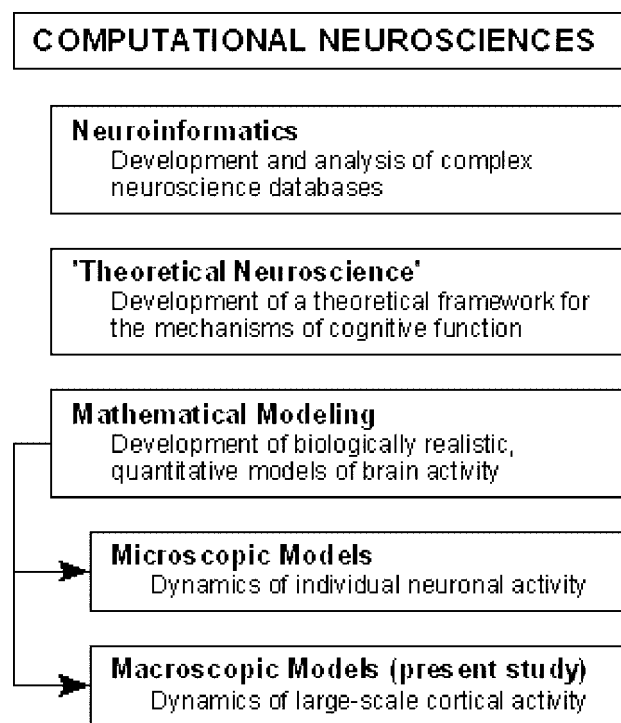 COMPUTATIONAL NEUROSCIENCES
Neuroinformatics
Development and analysis of complex
neuroscience databases
'Theoretical Neuroscience'
Development of a theoretical framework for
the mechanisms of cognitive function
Mathematical Modeling
Development of biologically realistic,
quantitative models of brain activity
Microscopic Models
Dynamics of individual neuronal activity
Macroscopic Models (present study)
Dynamics of large-scale cortical activity